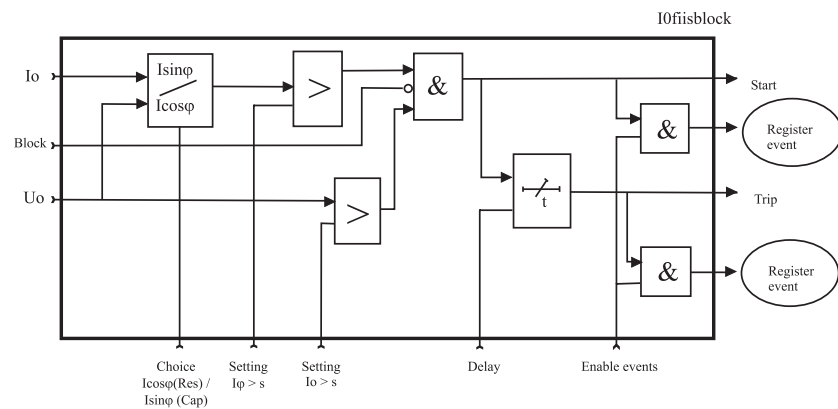 I0fiisblock
Io
Isinφ
Icosφ
>
&
Start
Block
&
Register
event
Uo
>
t
Trip
&
Register
event
Choice
Icosφ(Res) /
Isinφ (Cap)
Setting
Iφ > s
Setting
Io > s
Delay
Enable events